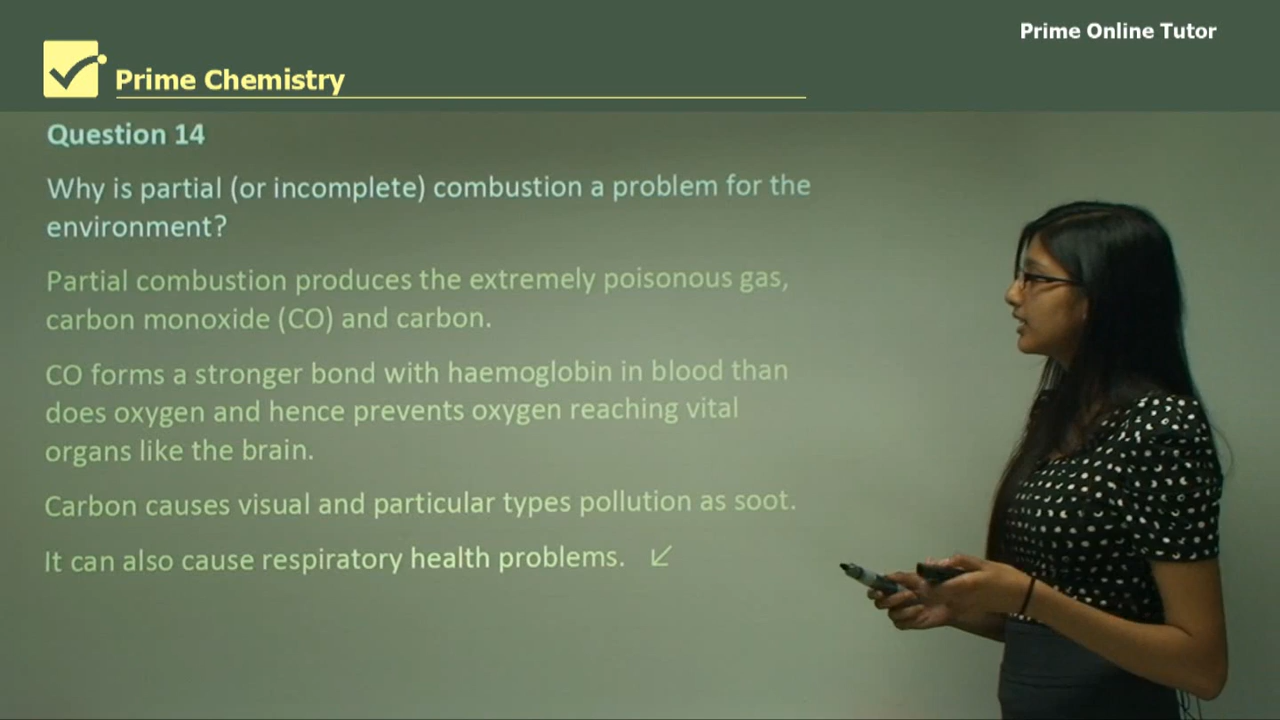 Prime Online Tutor
Prime Chemistry
Question 14
Why is partial (or incomplete) combustion a problem for the
environment?
Partial combustion produces the extremely poisonous gas,
carbon monoxide (CO) and carbon.
CO forms a stronger bond with haemoglobin in blood than
does oxygen and hence prevents oxygen reaching vital
organs like the brain.
Carbon causes visual and particular types pollution as soot.
It can also cause respiratory health problems. ↙